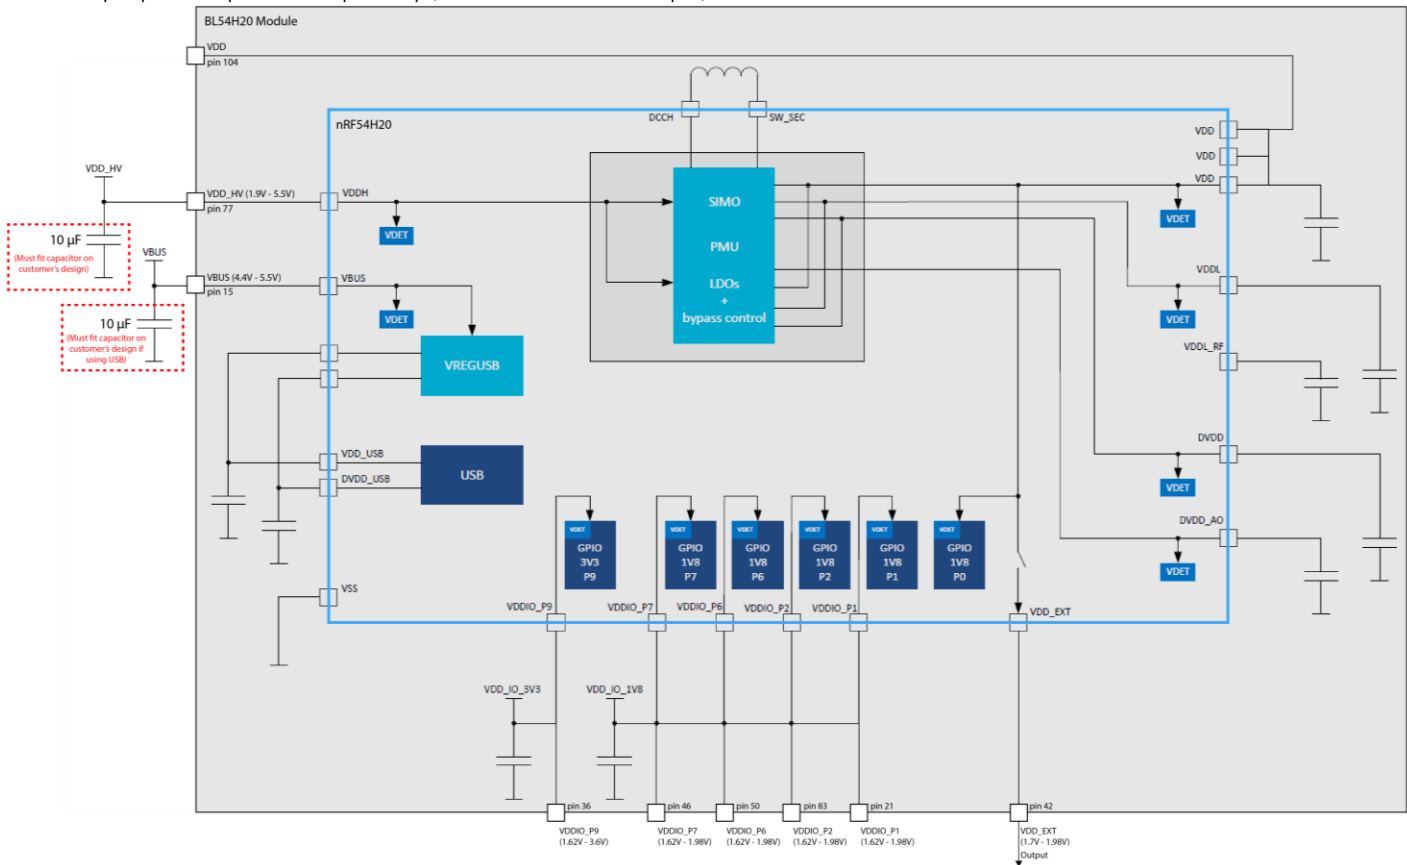 BL54H20 Module
VDD
pin 104
nRF54H20
DCCH
SW_SEC
VDD
VDD
VDD
VDD_HV
VDD_HV (1.9V - 5.5V)
pin 77
VDDH
VDET
SIMO
PMU
LDOs
+
bypass control
VDET
10 µF
(Must fit capacitor on
customer's design)
VBUS
VBUS (4.4V - 5.5V)
pin 15
VBUS
VDET
10 µF
(Must fit capacitor on
customer's design if
using USB)
VREGUSB
VDDL
VDET
VDDL_RF
VDD_USB
DVDD_USB
USB
DVDD
VDET
DVDD_AO
VDET
VDET
GPIO
3V3
P9
VDET
GPIO
1V8
P7
VDET
GPIO
1V8
P6
VDET
GPIO
1V8
P2
VDET
GPIO
1V8
P1
GPIO
1V8
P0
VSS
VDDIO_P9
VDDIO_P7
VDDIO_P6
VDDIO_P2
VDDIO_P1
VDD_EXT
VDD_IO_3V3
VDD_IO_1V8
pin 36
pin 46
pin 50
pin 83
pin 21
pin 42
VDDIO_P9
(1.62V - 3.6V)
VDDIO_P7
(1.62V - 1.98V)
VDDIO_P6
(1.62V - 1.98V)
VDDIO_P2
(1.62V - 1.98V)
VDDIO_P1
(1.62V - 1.98V)
VDD_EXT
(1.7V - 1.98V)
Output